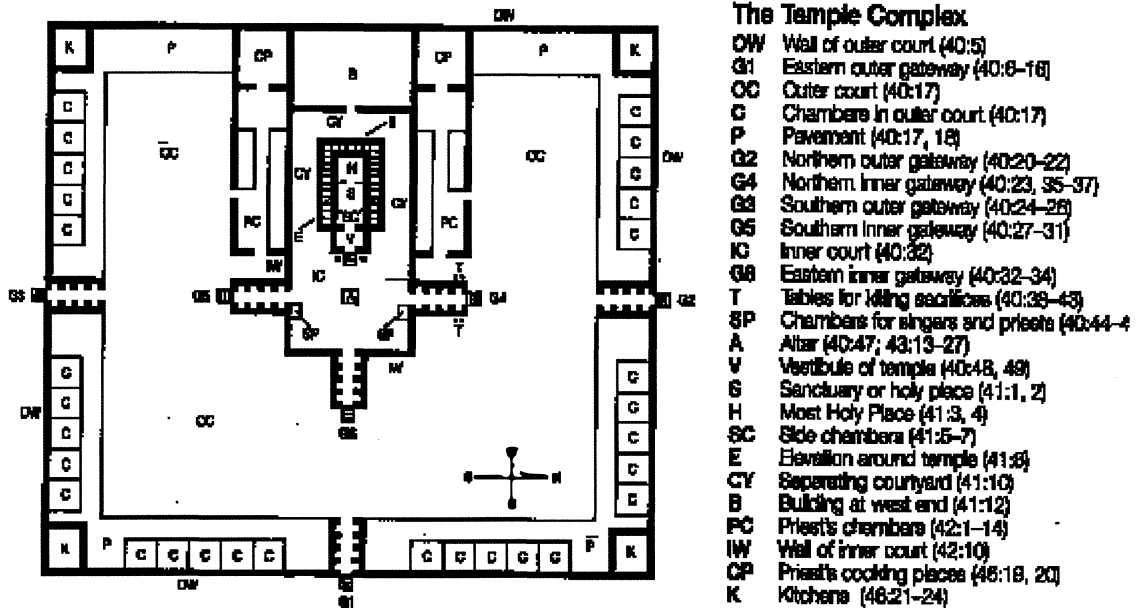 The Temple Complex
OW Wall of outer court (40:5)
G1 Eastern outer gateway (40:6–16)
OC Outer court (40:17)
C Chambers in outer court (40:17)
P Pavement (40:17, 18)
G2 Northern outer gateway (40:20–22)
G4 Northern inner gateway (40:23, 35–37)
G3 Southern outer gateway (40:24–26)
G5 Southern inner gateway (40:27–31)
IC Inner court (40:32)
G6 Eastern inner gateway (40:32–34)
T Tables for killing sacrifices (40:38–43)
SP Chambers for singers and priests (40:44–4
A Altar (40:47; 43:13–27)
V Vestibule of temple (40:48, 49)
S Sanctuary or holy place (41:1, 2)
H Most Holy Place (41:3, 4)
SC Side chambers (41:5–7)
E Elevation around temple (41:8)
CY Separating courtyard (41:10)
B Building at west end (41:12)
PC Priest's chambers (42:1–14)
IW Wall of inner court (42:10)
CP Priest's cooking places (46:19, 20)
K Kitchens (46:21–24)
OW
K P CP B CP P K
CY
C C
C C
OC OC OW
CY H
C S C
SC CY
C PC V PC C
E
C C
IW IC T
G3 G5 A G4 G2
SP SP T
IW
C C
OW C C
OC G6
C C
C C
S N
C E C
K P C C C C C C C C C C P K
OW
G1